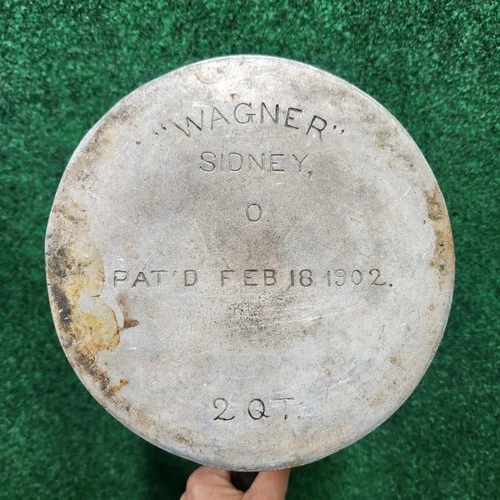 "WAGNER"
SIDNEY,
O.
PAT'D FEB 18 1902.
2 QT.